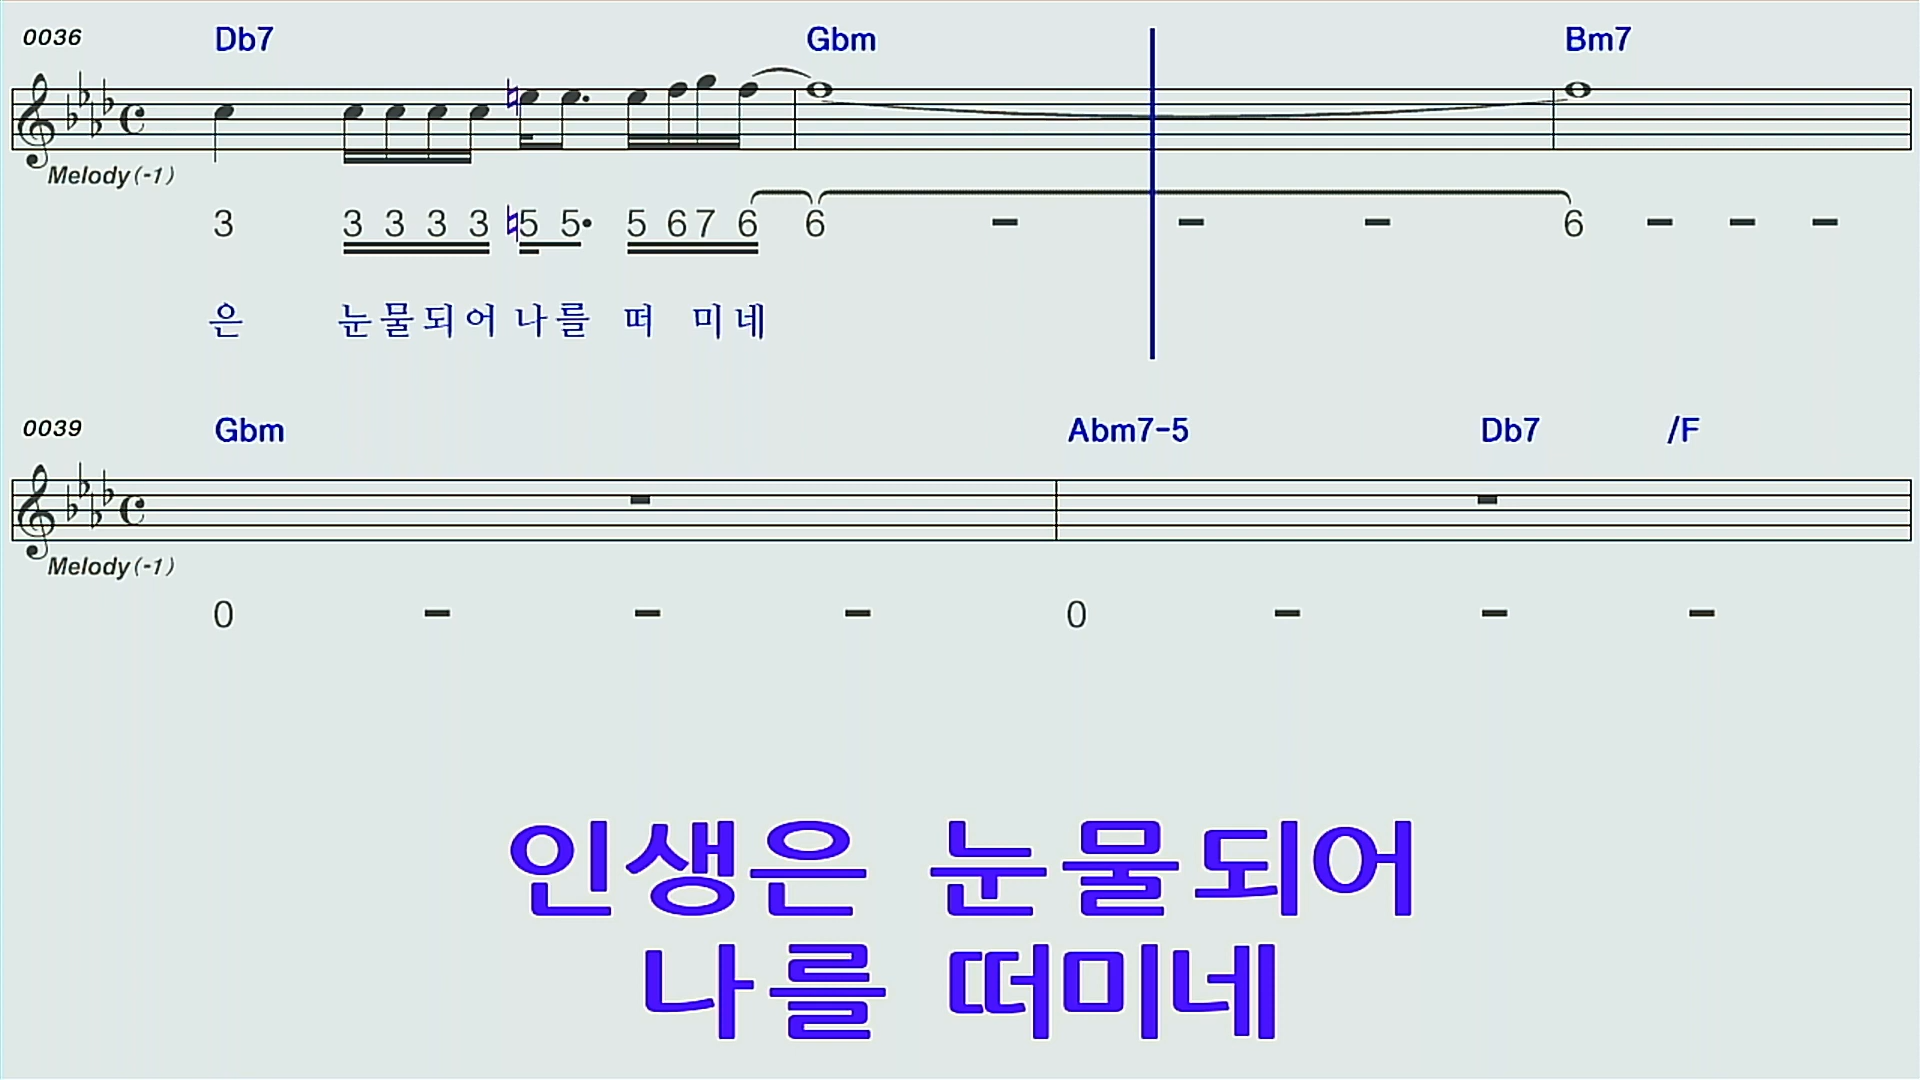 0036 Db7 Gbm Bm7
Melody(-1)
3 3 3 3 3 ♮5 5• 5 6 7 6 6 - - - 6 - - -
은 눈물되어 나를 떠 미네
0039 Gbm Abm7-5 Db7 /F
Melody(-1)
0 - - - 0 - - -
인생은 눈물되어
나를 떠미네